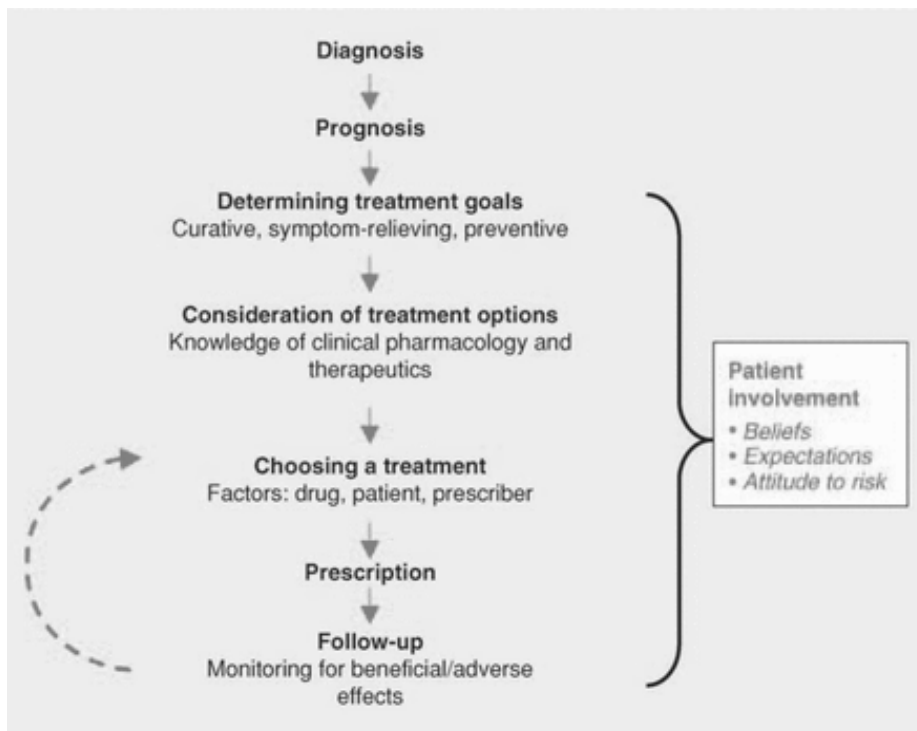 Diagnosis
Prognosis
Determining treatment goals
Curative, symptom-relieving, preventive
Consideration of treatment options
Knowledge of clinical pharmacology and
therapeutics
Choosing a treatment
Factors: drug, patient, prescriber
Prescription
Follow-up
Monitoring for beneficial/adverse
effects
Patient
involvement
• Beliefs
• Expectations
• Attitude to risk